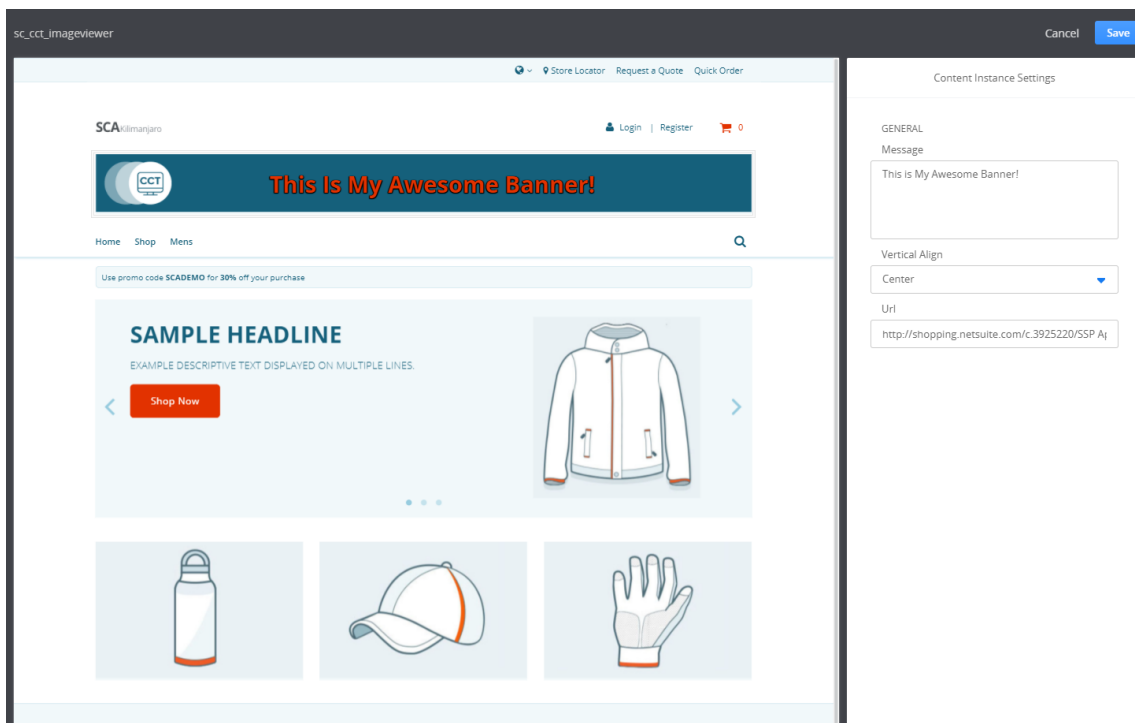 sc_cct_imageviewer
Cancel
Save
Store Locator Request a Quote Quick Order
SCA Kilimanjaro
Login | Register
0
CCT
This Is My Awesome Banner!
Home Shop Mens
Use promo code SCADEMO for 30% off your purchase
SAMPLE HEADLINE
EXAMPLE DESCRIPTIVE TEXT DISPLAYED ON MULTIPLE LINES.
Shop Now
Content Instance Settings
GENERAL
Message
This is My Awesome Banner!
Vertical Align
Center
Url
http://shopping.netsuite.com/c.3925220/SSP